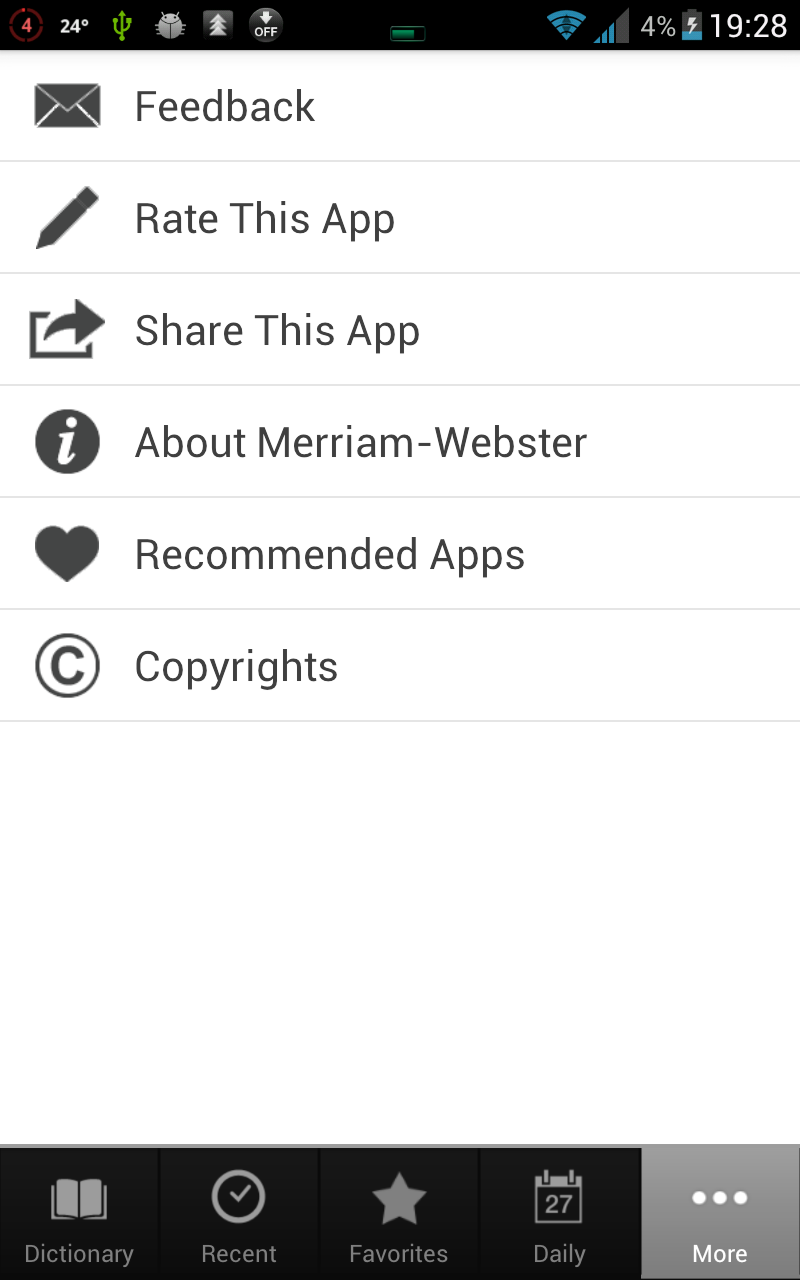 4 24° OFF 4% 19:28
Feedback
Rate This App
Share This App
i About Merriam-Webster
Recommended Apps
© Copyrights
27
Dictionary Recent Favorites Daily More